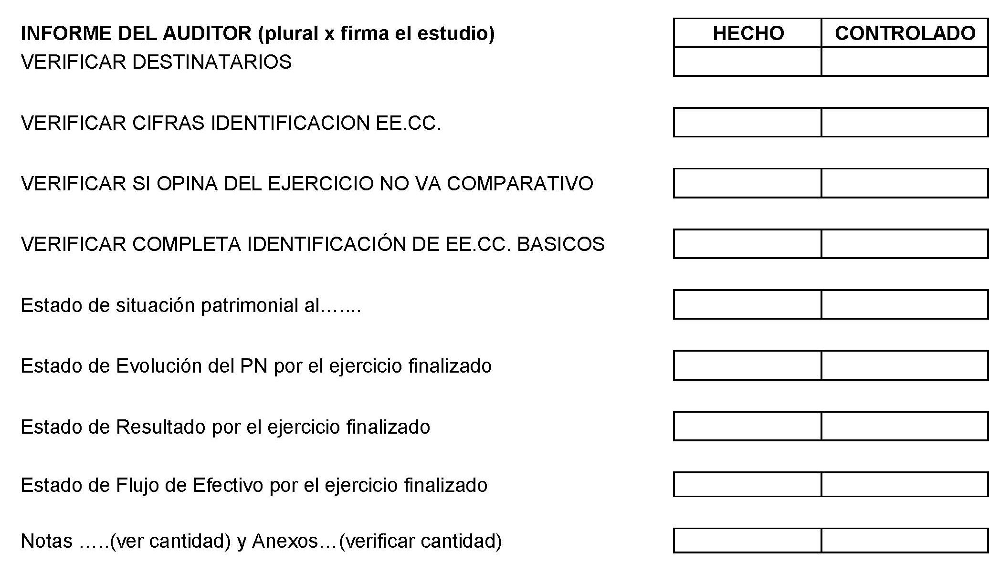 INFORME DEL AUDITOR (plural x firma el estudio) HECHO CONTROLADO
VERIFICAR DESTINATARIOS
VERIFICAR CIFRAS IDENTIFICACION EE.CC.
VERIFICAR SI OPINA DEL EJERCICIO NO VA COMPARATIVO
VERIFICAR COMPLETA IDENTIFICACIÓN DE EE.CC. BASICOS
Estado de situación patrimonial al…....
Estado de Evolución del PN por el ejercicio finalizado
Estado de Resultado por el ejercicio finalizado
Estado de Flujo de Efectivo por el ejercicio finalizado
Notas …..(ver cantidad) y Anexos…(verificar cantidad)